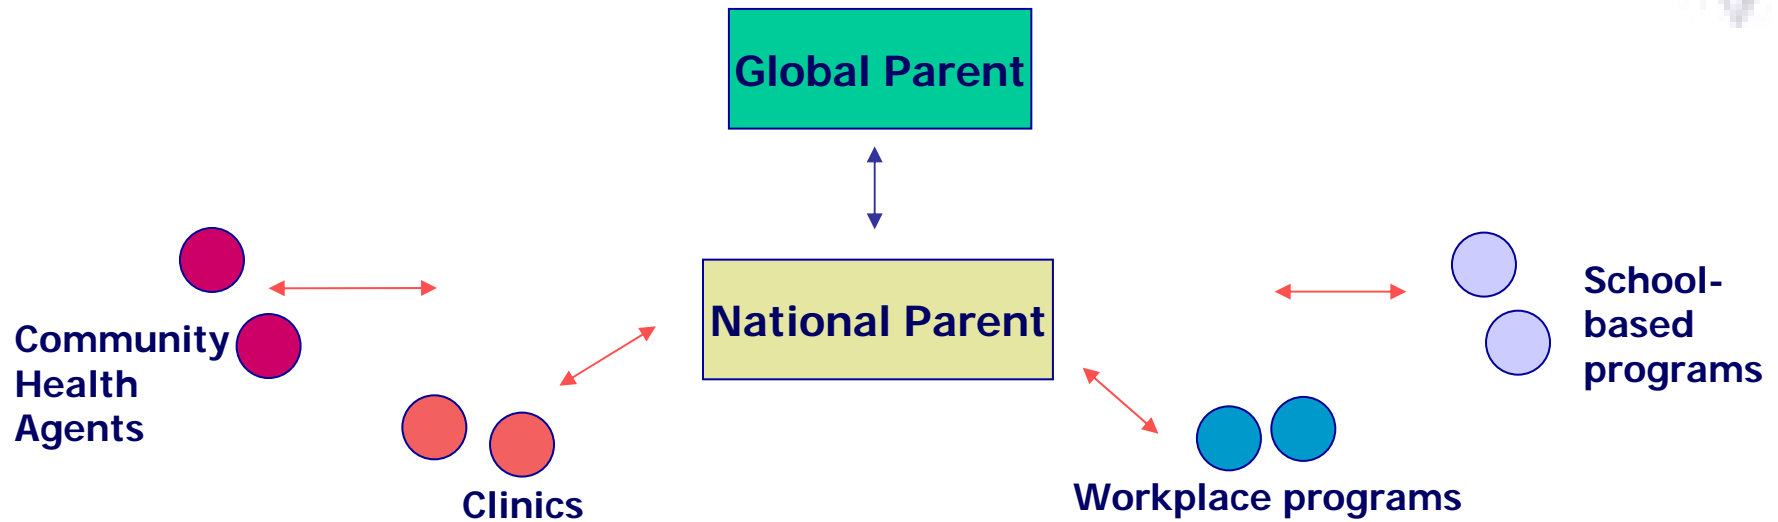 Global Parent
National Parent
Community
Health
Agents
Clinics
Workplace programs
School-
based
programs